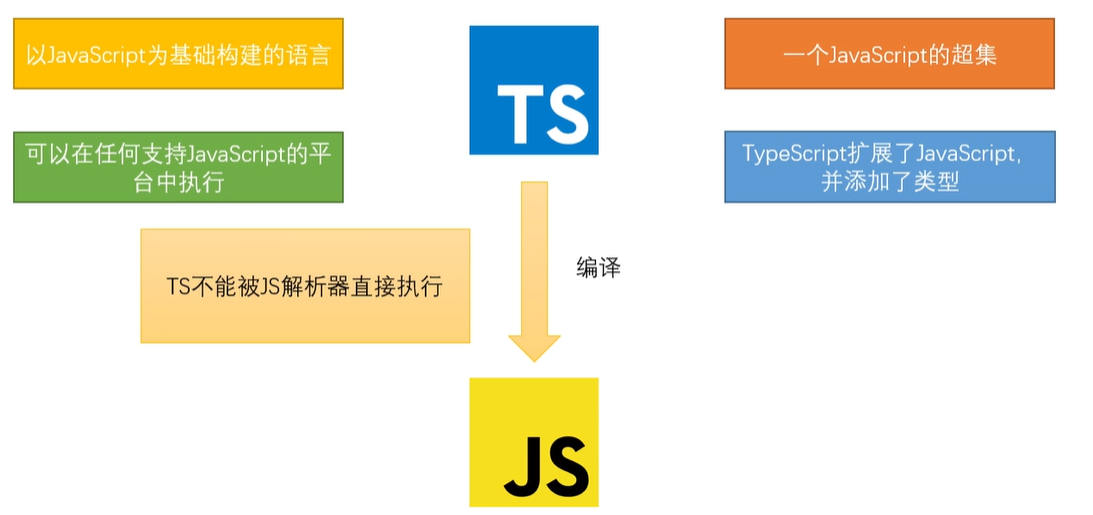 以JavaScript为基础构建的语言
一个JavaScript的超集
TS
可以在任何支持JavaScript的平
台中执行
TypeScript扩展了JavaScript,
并添加了类型
TS不能被JS解析器直接执行
编译
JS